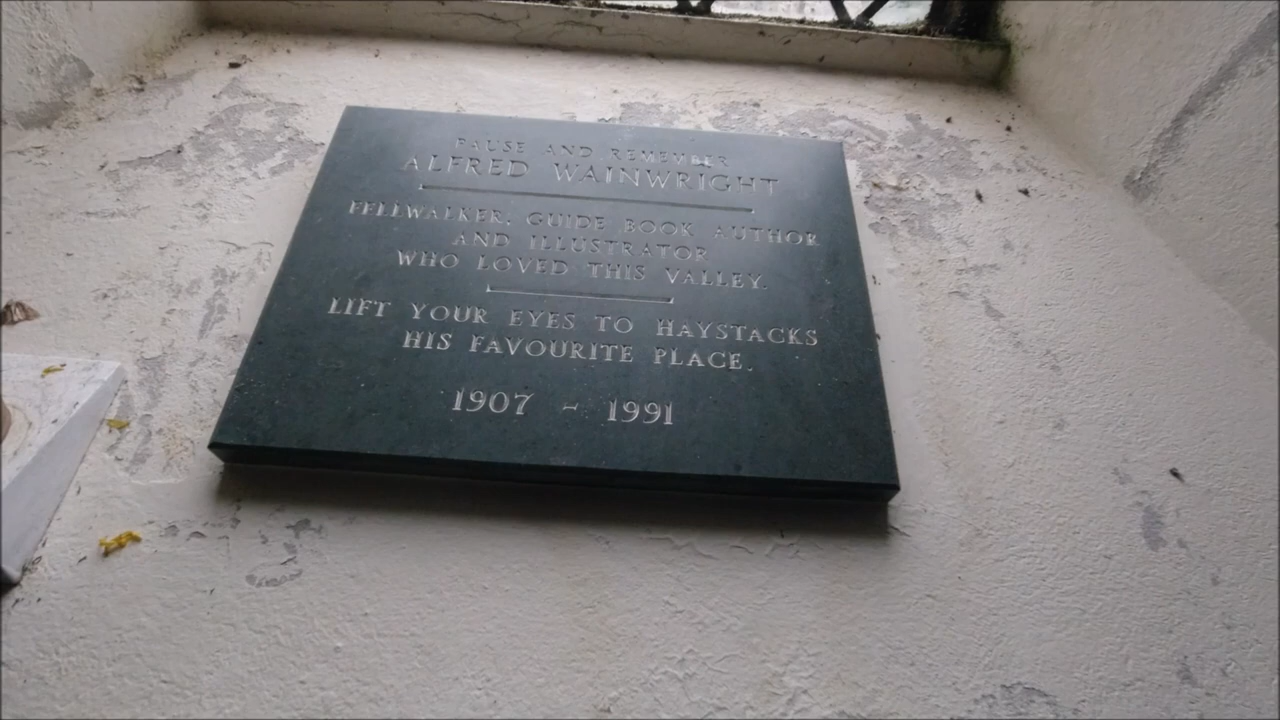 PAUSE AND REMEMBER
ALFRED WAINWRIGHT
FELLWALKER, GUIDE BOOK AUTHOR
AND ILLUSTRATOR
WHO LOVED THIS VALLEY.
LIFT YOUR EYES TO HAYSTACKS
HIS FAVOURITE PLACE.
1907 - 1991